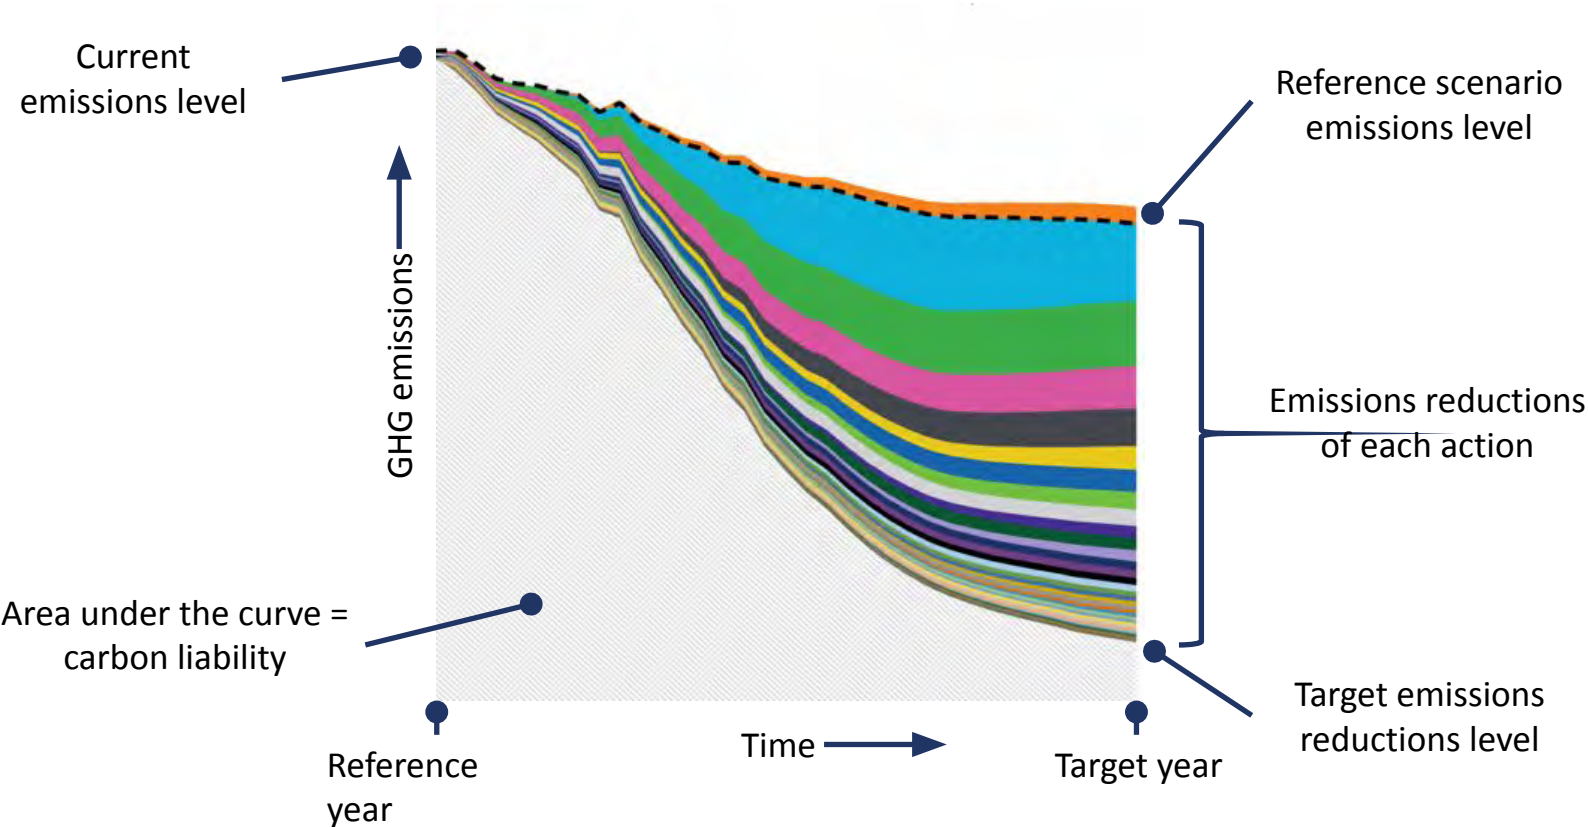 Current
emissions level
Reference scenario
emissions level
GHG emissions
Emissions reductions
of each action
Area under the curve =
carbon liability
Target emissions
reductions level
Reference
year
Time
Target year